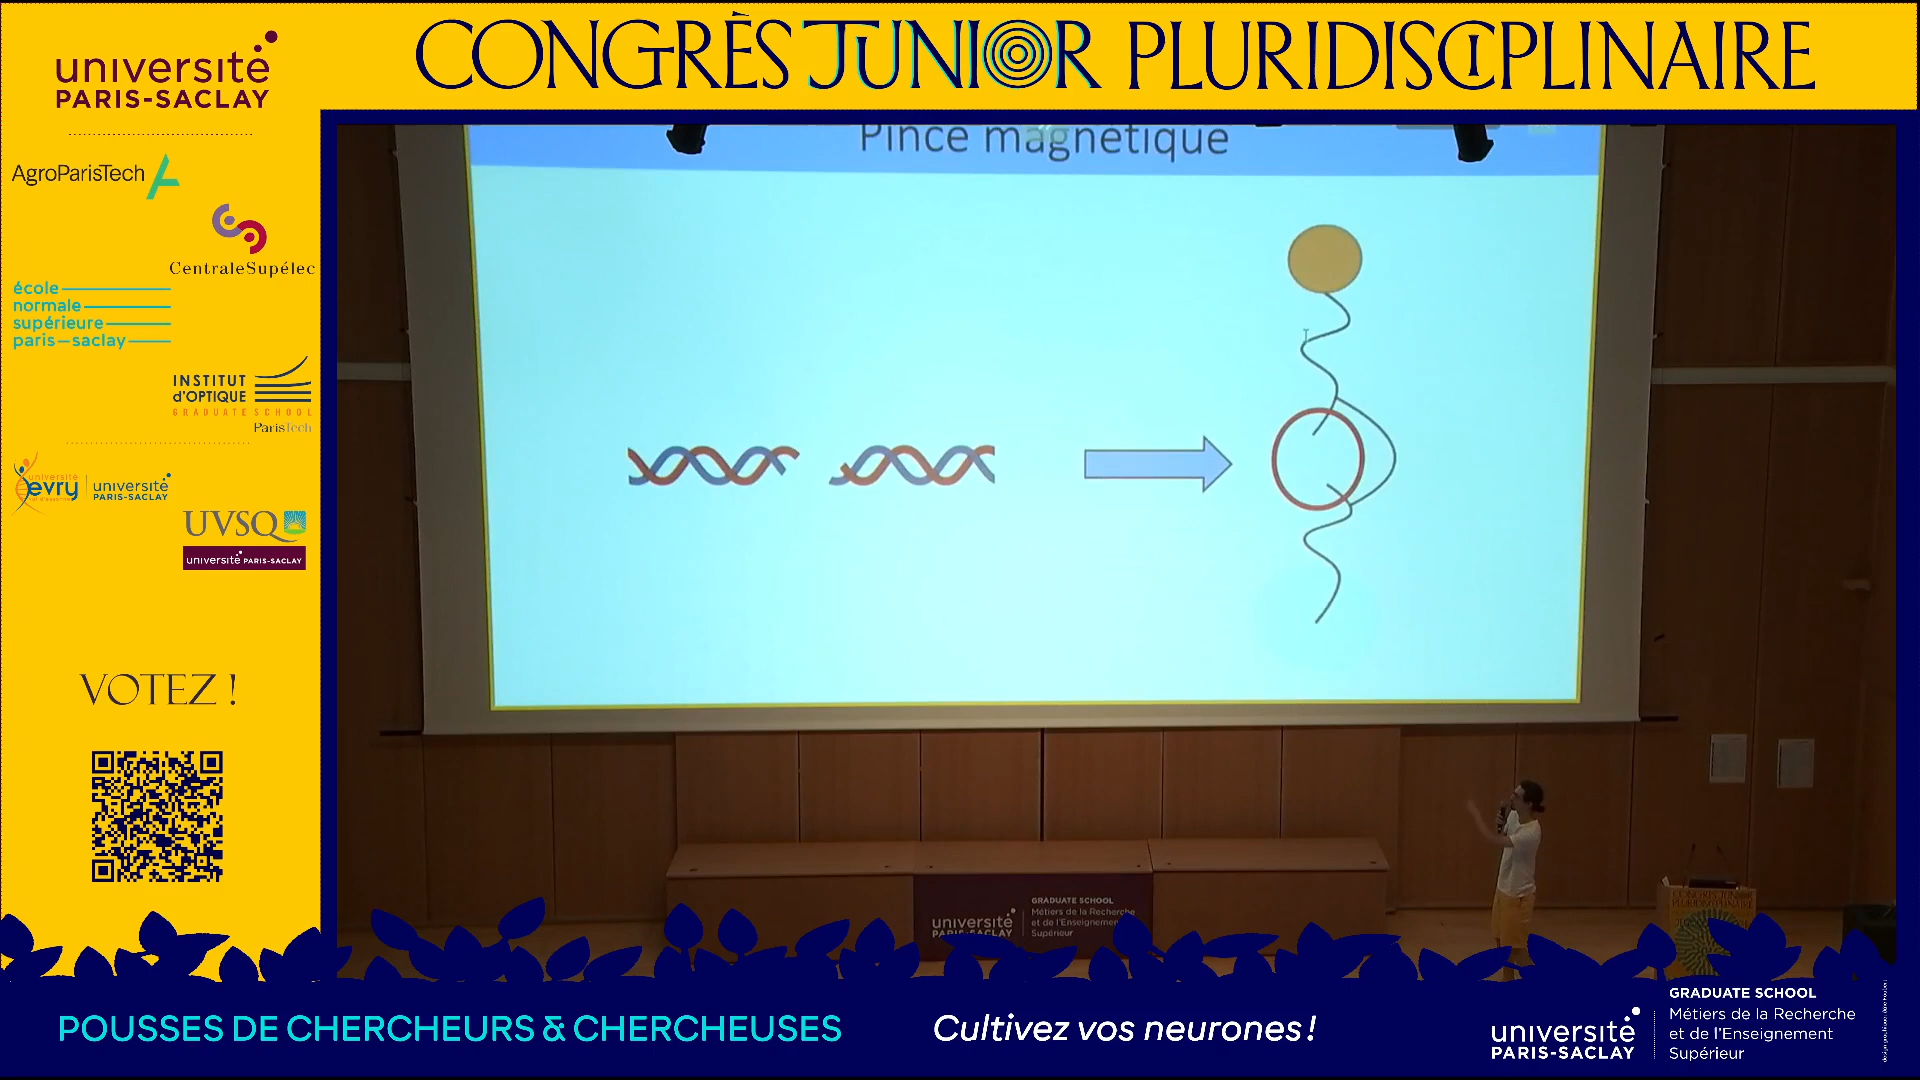 CONGRÈS JUNIOR PLURIDISCIPLINAIRE
université
PARIS-SACLAY
AgroParisTech
CentraleSupélec
école
normale
supérieure
paris-saclay
INSTITUT
d'OPTIQUE
GRADUATE SCHOOL
ParisTech
université
evry
université
PARIS-SACLAY
UVSQ
université PARIS-SACLAY
VOTEZ !
Pince magnétique
GRADUATE SCHOOL
Métiers de la Recherche
et de l'Enseignement
Supérieur
université
PARIS-SACLAY
CONGRÈS JUNIOR
PLURIDISCIPLINAIRE
POUSSES DE CHERCHEURS & CHERCHEUSES
Cultivez vos neurones !
université
PARIS-SACLAY
GRADUATE SCHOOL
Métiers de la Recherche
et de l'Enseignement
Supérieur